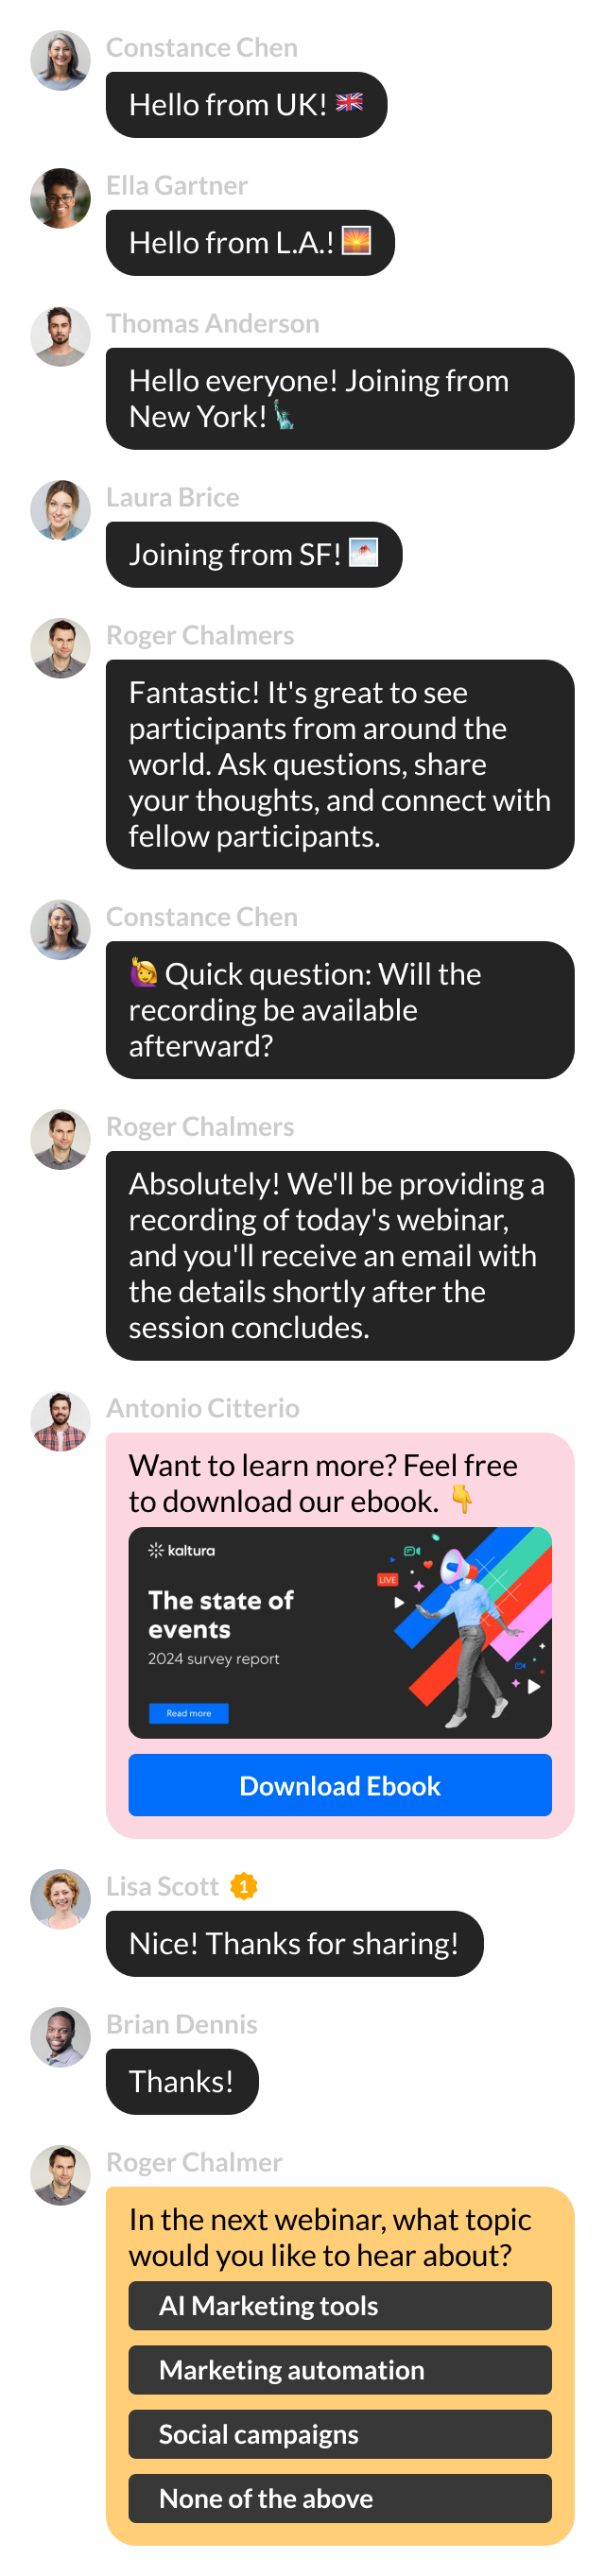 Constance Chen
Hello from UK! 🇬🇧
Ella Gartner
Hello from L.A.! 🌅
Thomas Anderson
Hello everyone! Joining from
New York!🗽
Laura Brice
Joining from SF! 🌁
Roger Chalmers
Fantastic! It's great to see
participants from around the
world. Ask questions, share
your thoughts, and connect with
fellow participants.
Constance Chen
🙋‍♀️ Quick question: Will the
recording be available
afterward?
Roger Chalmers
Absolutely! We'll be providing a
recording of today's webinar,
and you'll receive an email with
the details shortly after the
session concludes.
Antonio Citterio
Want to learn more? Feel free
to download our ebook. 👇
kaltura
The state of
events
2024 survey report
LIVE
Read more
Download Ebook
Lisa Scott 1
Nice! Thanks for sharing!
Brian Dennis
Thanks!
Roger Chalmer
In the next webinar, what topic
would you like to hear about?
AI Marketing tools
Marketing automation
Social campaigns
None of the above